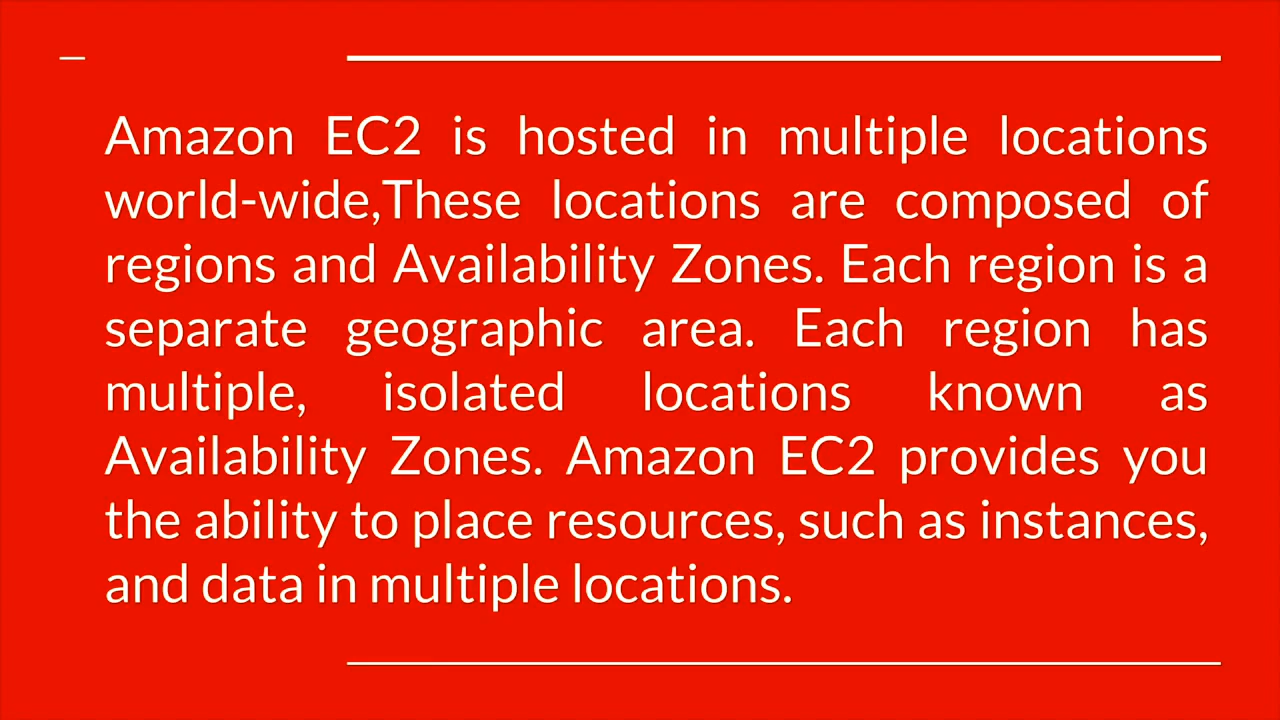 Amazon EC2 is hosted in multiple locations
world-wide,These locations are composed of
regions and Availability Zones. Each region is a
separate geographic area. Each region has
multiple, isolated locations known as
Availability Zones. Amazon EC2 provides you
the ability to place resources, such as instances,
and data in multiple locations.